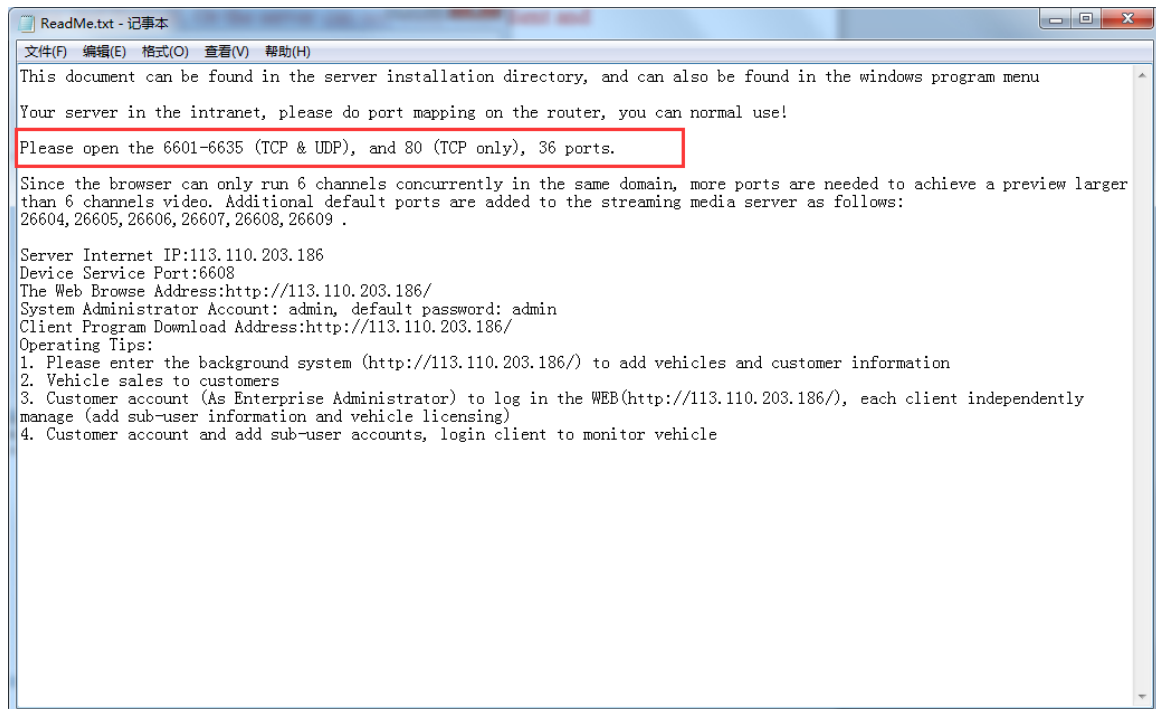 ReadMe.txt - 记事本
文件(F) 编辑(E) 格式(O) 查看(V) 帮助(H)
This document can be found in the server installation directory, and can also be found in the windows program menu
Your server in the intranet, please do port mapping on the router, you can normal use!
Please open the 6601-6635 (TCP & UDP), and 80 (TCP only), 36 ports.
Since the browser can only run 6 channels concurrently in the same domain, more ports are needed to achieve a preview larger
than 6 channels video. Additional default ports are added to the streaming media server as follows:
26604,26605,26606,26607,26608,26609 .
Server Internet IP:113.110.203.186
Device Service Port:6608
The Web Browse Address:http://113.110.203.186/
System Administrator Account: admin, default password: admin
Client Program Download Address:http://113.110.203.186/
Operating Tips:
1. Please enter the background system (http://113.110.203.186/) to add vehicles and customer information
2. Vehicle sales to customers
3. Customer account (As Enterprise Administrator) to log in the WEB(http://113.110.203.186/), each client independently
manage (add sub-user information and vehicle licensing)
4. Customer account and add sub-user accounts, login client to monitor vehicle